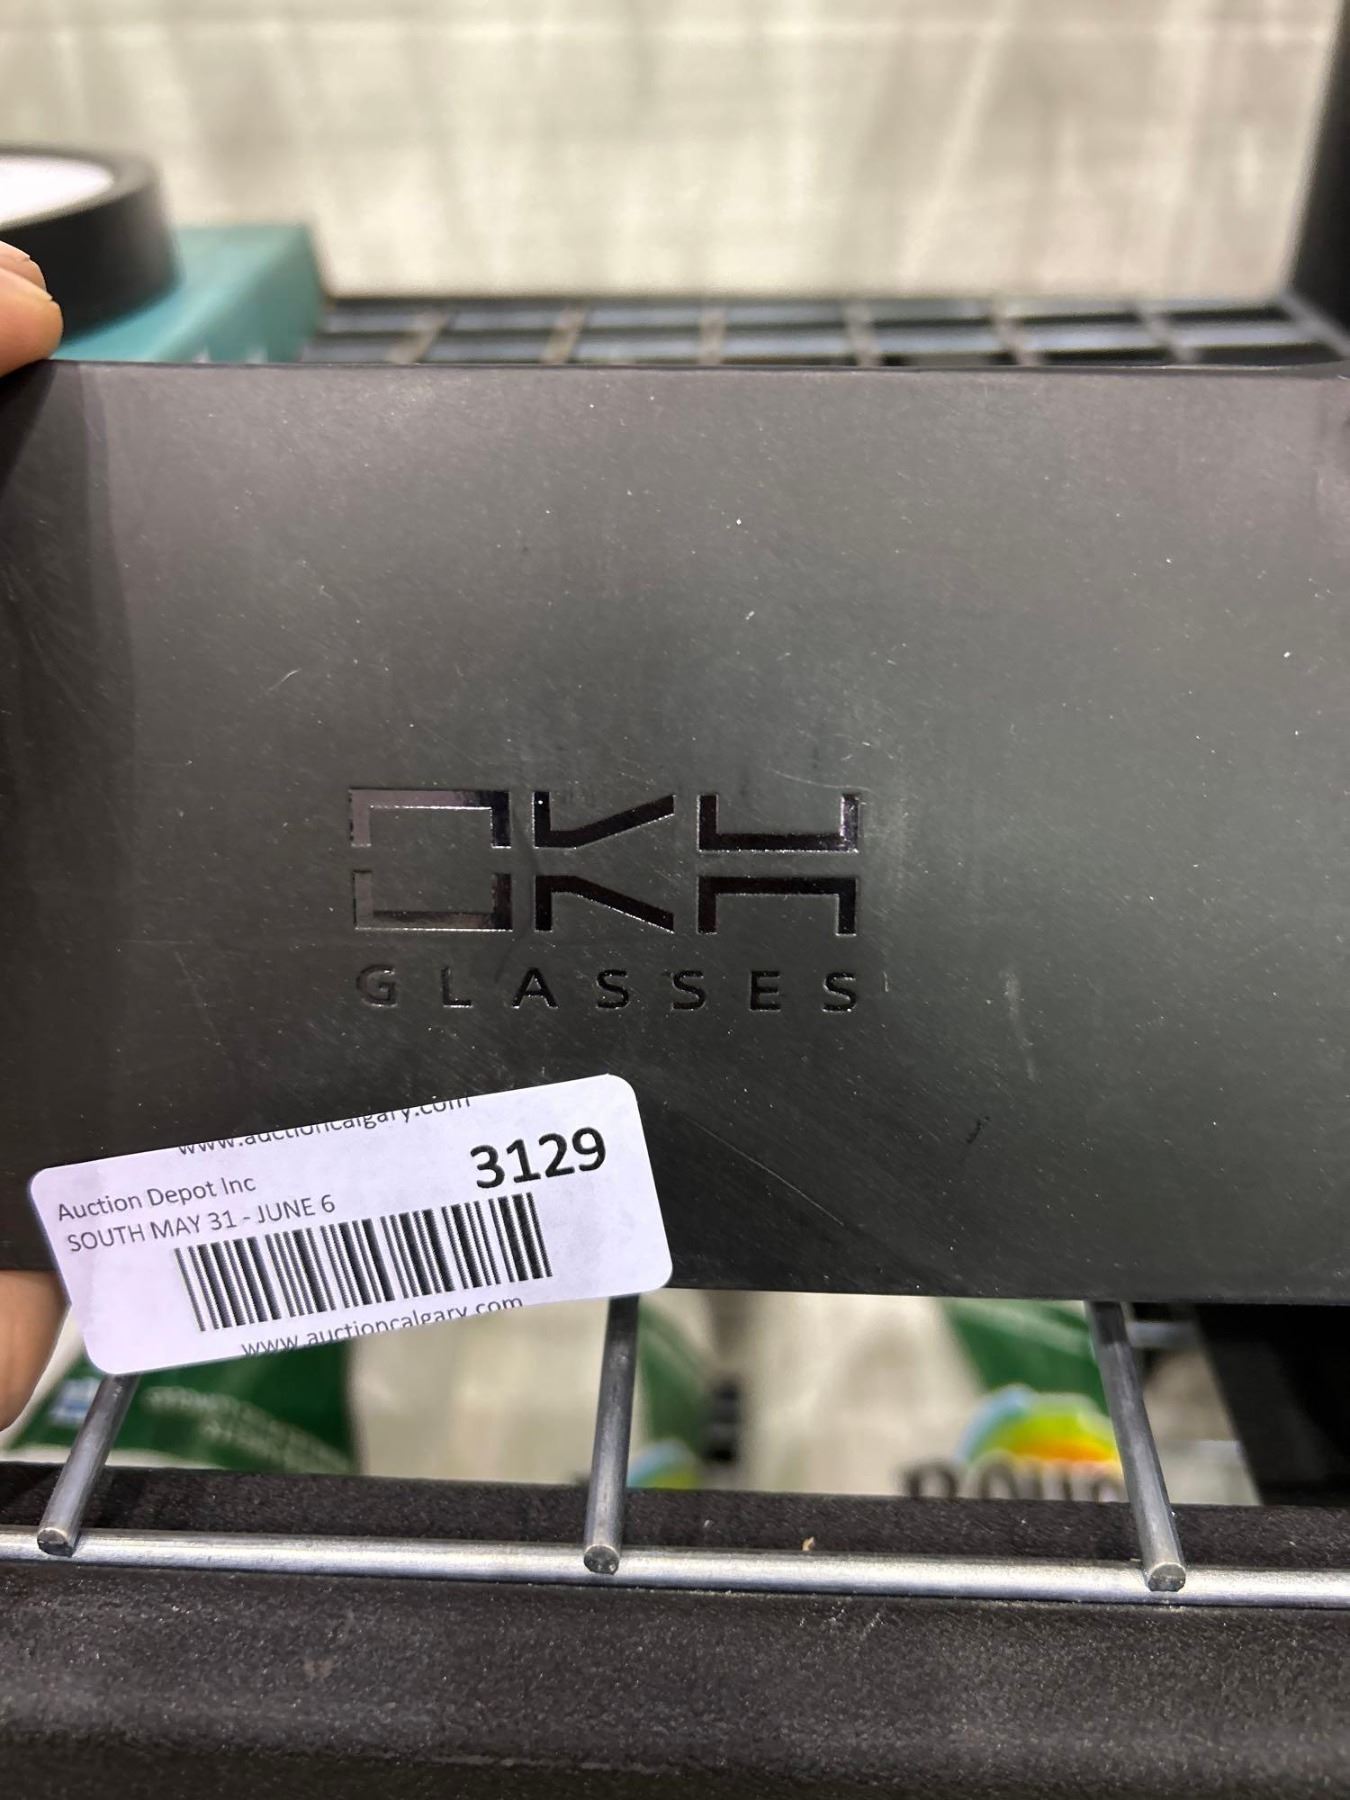 OKH
GLASSES
www.auctioncalgary.com
3129
Auction Depot Inc
SOUTH MAY 31 - JUNE 6
www.auctioncalgary.com